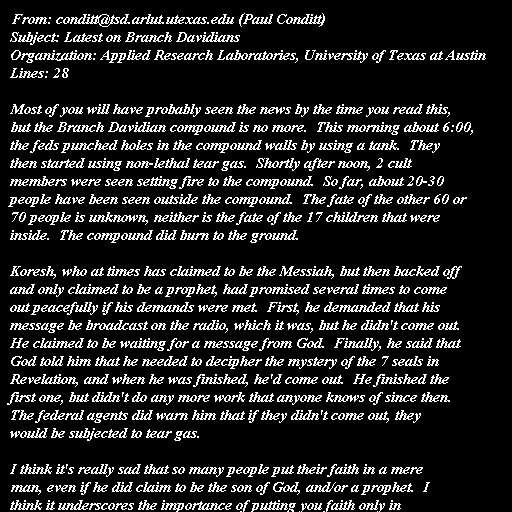 From: conditt@tsd.arlut.utexas.edu (Paul Conditt)
Subject: Latest on Branch Davidians
Organization: Applied Research Laboratories, University of Texas at Austin
Lines: 28

Most of you will have probably seen the news by the time you read this,
but the Branch Davidian compound is no more.  This morning about 6:00,
the feds punched holes in the compound walls by using a tank.  They
then started using non-lethal tear gas.  Shortly after noon, 2 cult
members were seen setting fire to the compound.  So far, about 20-30
people have been seen outside the compound.  The fate of the other 60 or
70 people is unknown, neither is the fate of the 17 children that were
inside.  The compound did burn to the ground.

Koresh, who at times has claimed to be the Messiah, but then backed off
and only claimed to be a prophet, had promised several times to come
out peacefully if his demands were met.  First, he demanded that his
message be broadcast on the radio, which it was, but he didn't come out.
He claimed to be waiting for a message from God.  Finally, he said that
God told him that he needed to decipher the mystery of the 7 seals in
Revelation, and when he was finished, he'd come out.  He finished the
first one, but didn't do any more work that anyone knows of since then.
The federal agents did warn him that if they didn't come out, they
would be subjected to tear gas.

I think it's really sad that so many people put their faith in a mere
man, even if he did claim to be the son of God, and/or a prophet.  I
think it underscores the importance of putting you faith only in